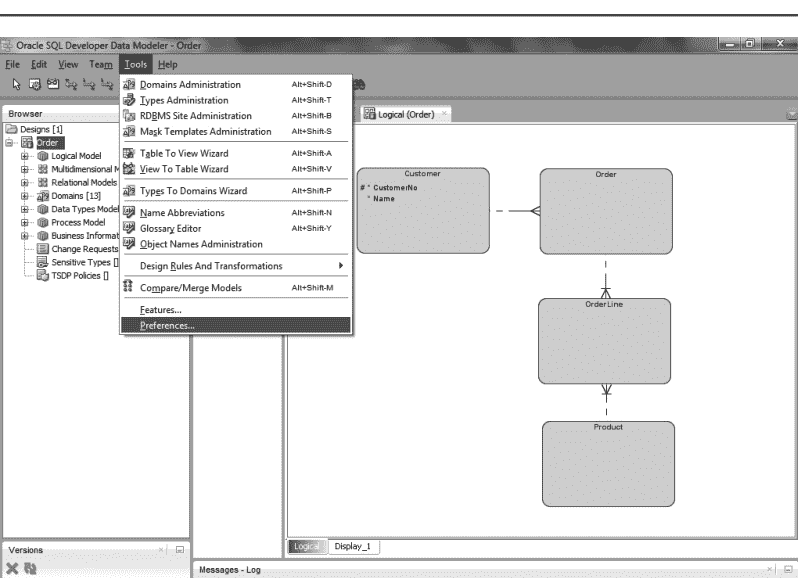 Oracle SQL Developer Data Modeler - Order
File Edit View Team Tools Help
Domains Administration Alt+Shift-D
Types Administration Alt+Shift-T
RDBMS Site Administration Alt+Shift-B
Mask Templates Administration Alt+Shift-S
Table To View Wizard Alt+Shift-A
View To Table Wizard Alt+Shift-V
Types To Domains Wizard Alt+Shift-P
Name Abbreviations Alt+Shift-N
Glossary Editor Alt+Shift-Y
Object Names Administration
Design Rules And Transformations
Compare/Merge Models Alt+Shift-M
Features...
Preferences...
Browser
Designs [1]
Order
Logical Model
Multidimensional M
Relational Models
Domains [13]
Data Types Model
Process Model
Business Informat
Change Requests
Sensitive Types []
TSDP Policies []
Logical (Order)
Customer
# * CustomerNo
* Name
Order
OrderLine
Product
Logical Display_1
Versions
Messages - Log